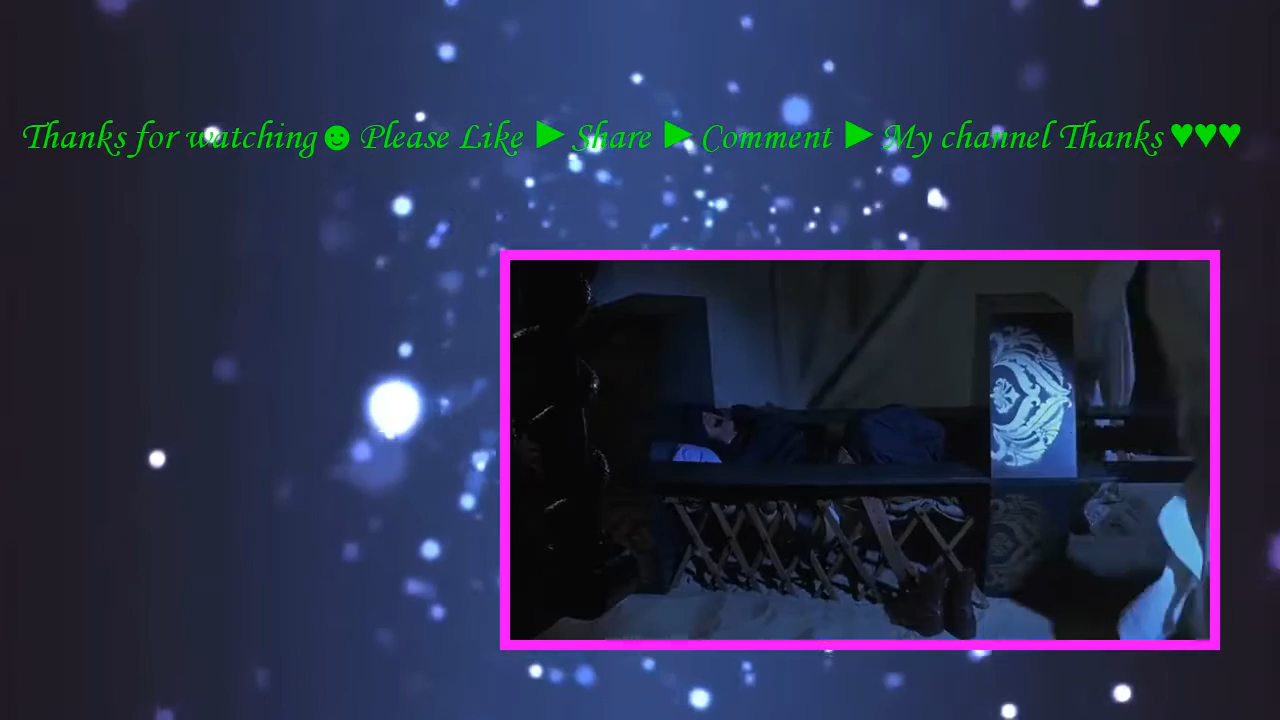 Thanks for watching☻Please Like ► Share ► Comment ► My channel Thanks ♥♥♥